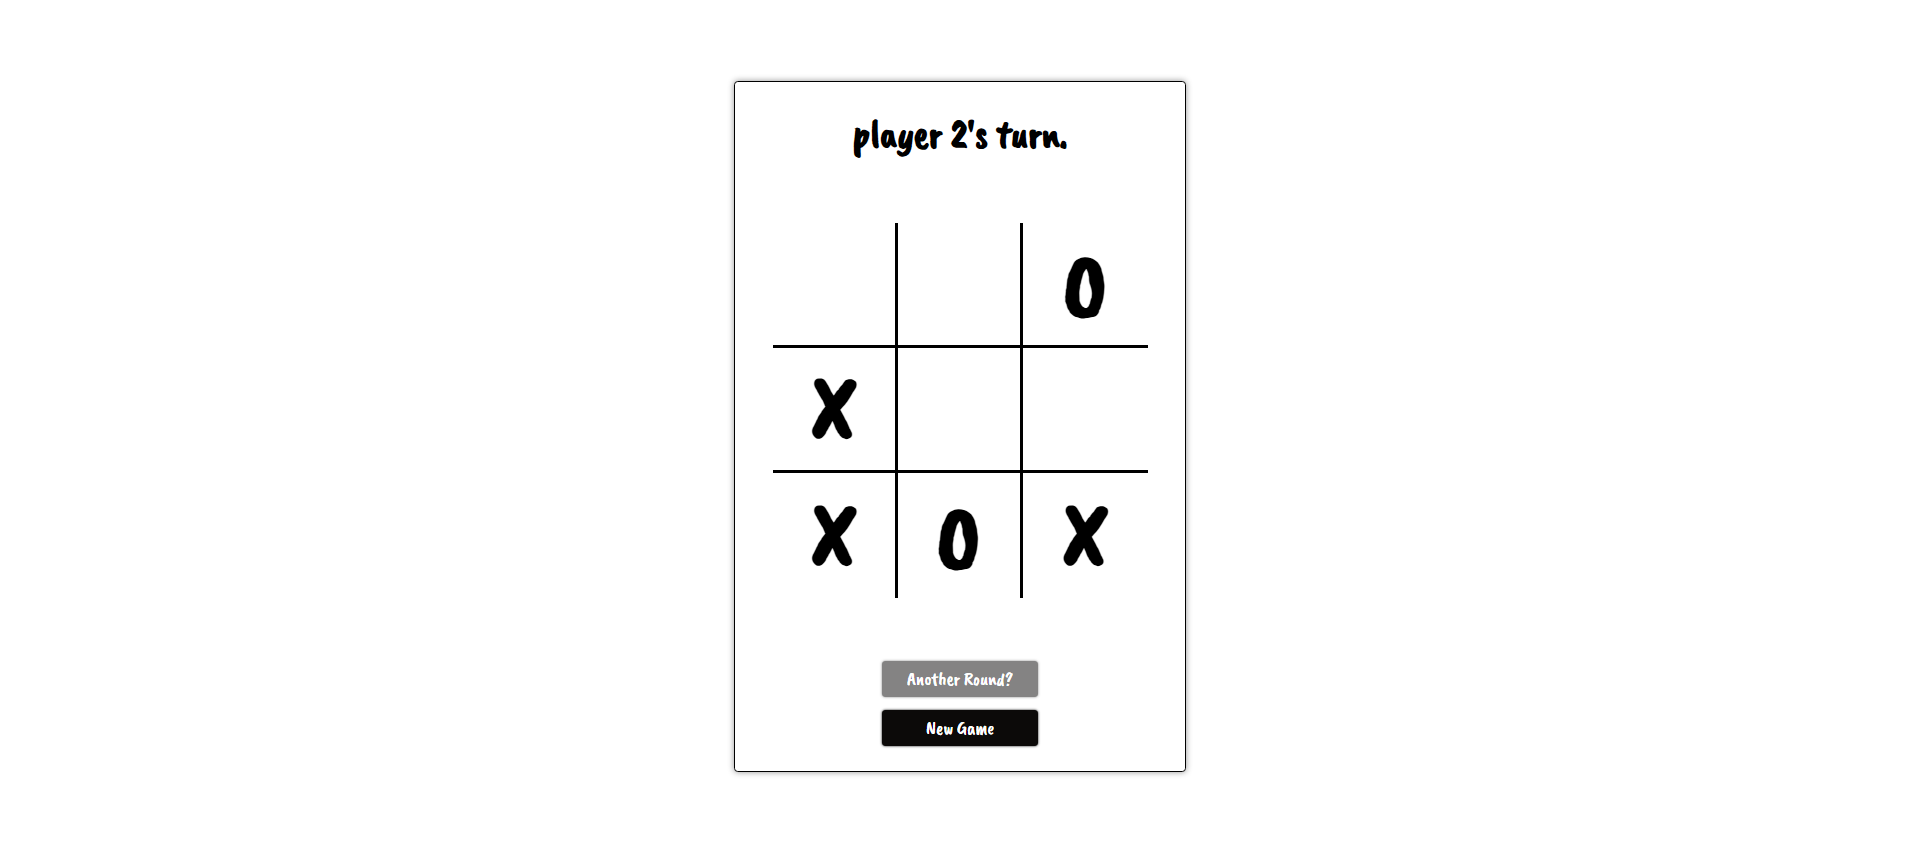 player 2's turn.
O
X
X O X
Another Round?
New Game